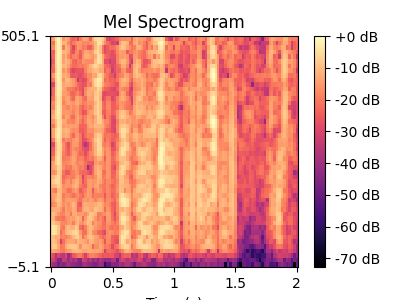 Mel Spectrogram
505.1
−5.1
0
0.5
1
1.5
2
+0 dB
-10 dB
-20 dB
-30 dB
-40 dB
-50 dB
-60 dB
-70 dB